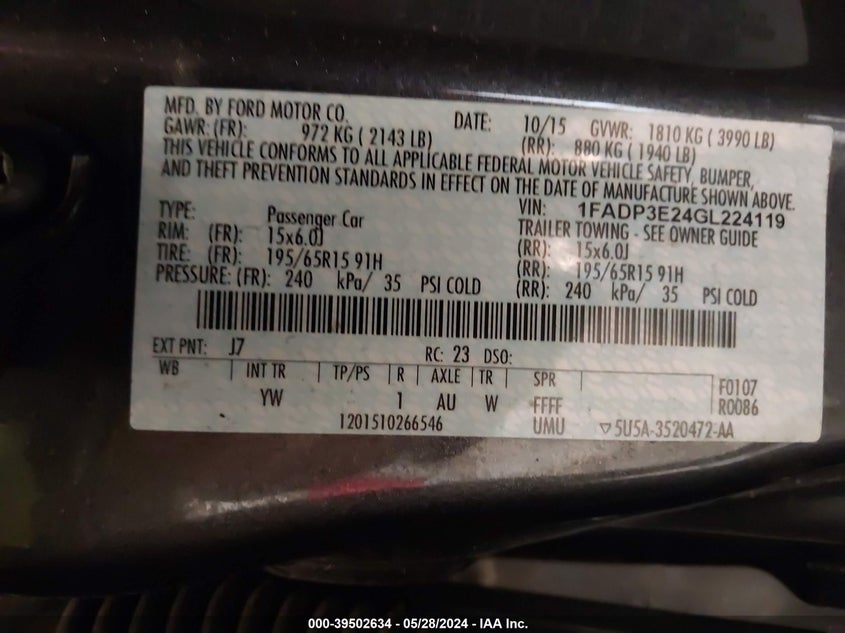 MFD. BY FORD MOTOR CO. DATE: 10/15 GVWR: 1810 KG ( 3990 LB)
GAWR: (FR): 972 KG ( 2143 LB) (RR): 880 KG ( 1940 LB)
THIS VEHICLE CONFORMS TO ALL APPLICABLE FEDERAL MOTOR VEHICLE SAFETY, BUMPER,
AND THEFT PREVENTION STANDARDS IN EFFECT ON THE DATE OF MANUFACTURE SHOWN ABOVE.
VIN: 1FADP3E24GL224119
TYPE: Passenger Car TRAILER TOWING - SEE OWNER GUIDE
RIM: (FR): 15x6.0J (RR): 15x6.0J
TIRE: (FR): 195/65R15 91H (RR): 195/65R15 91H
PRESSURE: (FR): 240 kPa/ 35 PSI COLD (RR): 240 kPa/ 35 PSI COLD
EXT PNT: J7 RC: 23 DSO:
WB INT TR TP/PS R AXLE TR SPR F0107
YW 1 AU W FFFF R0086
1201510266546 UMU ▽5U5A-3520472-AA
000-39502634 - 05/28/2024 - IAA Inc.